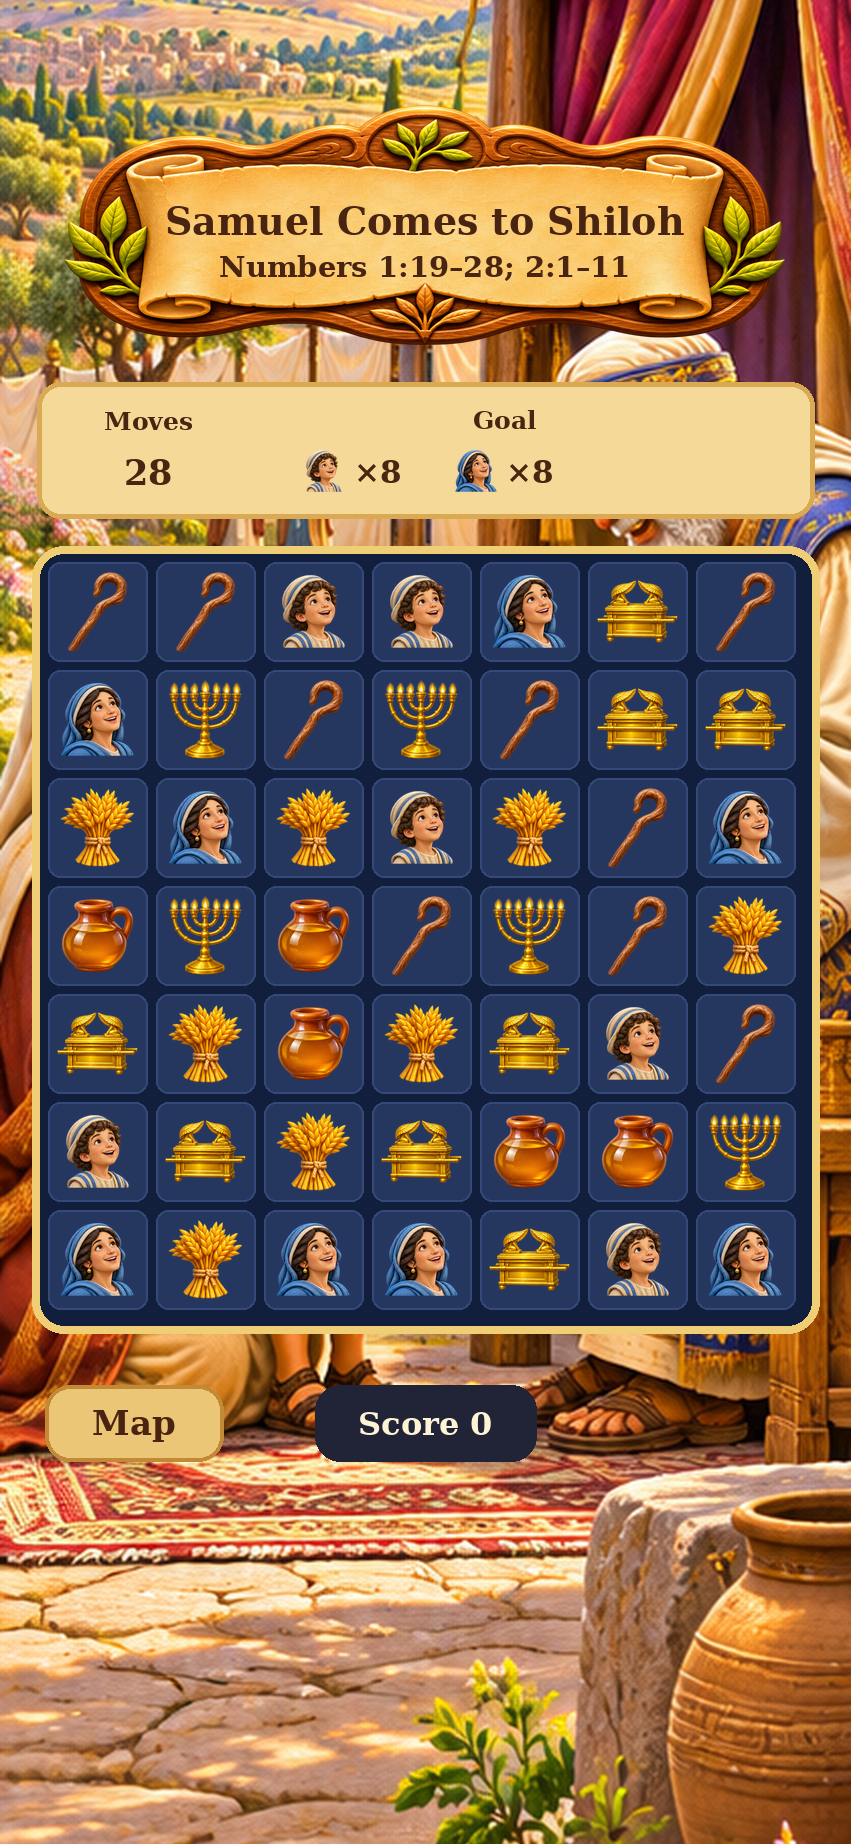 Samuel Comes to Shiloh
Numbers 1:19–28; 2:1–11
Moves
Goal
28
×8
×8
Map
Score 0